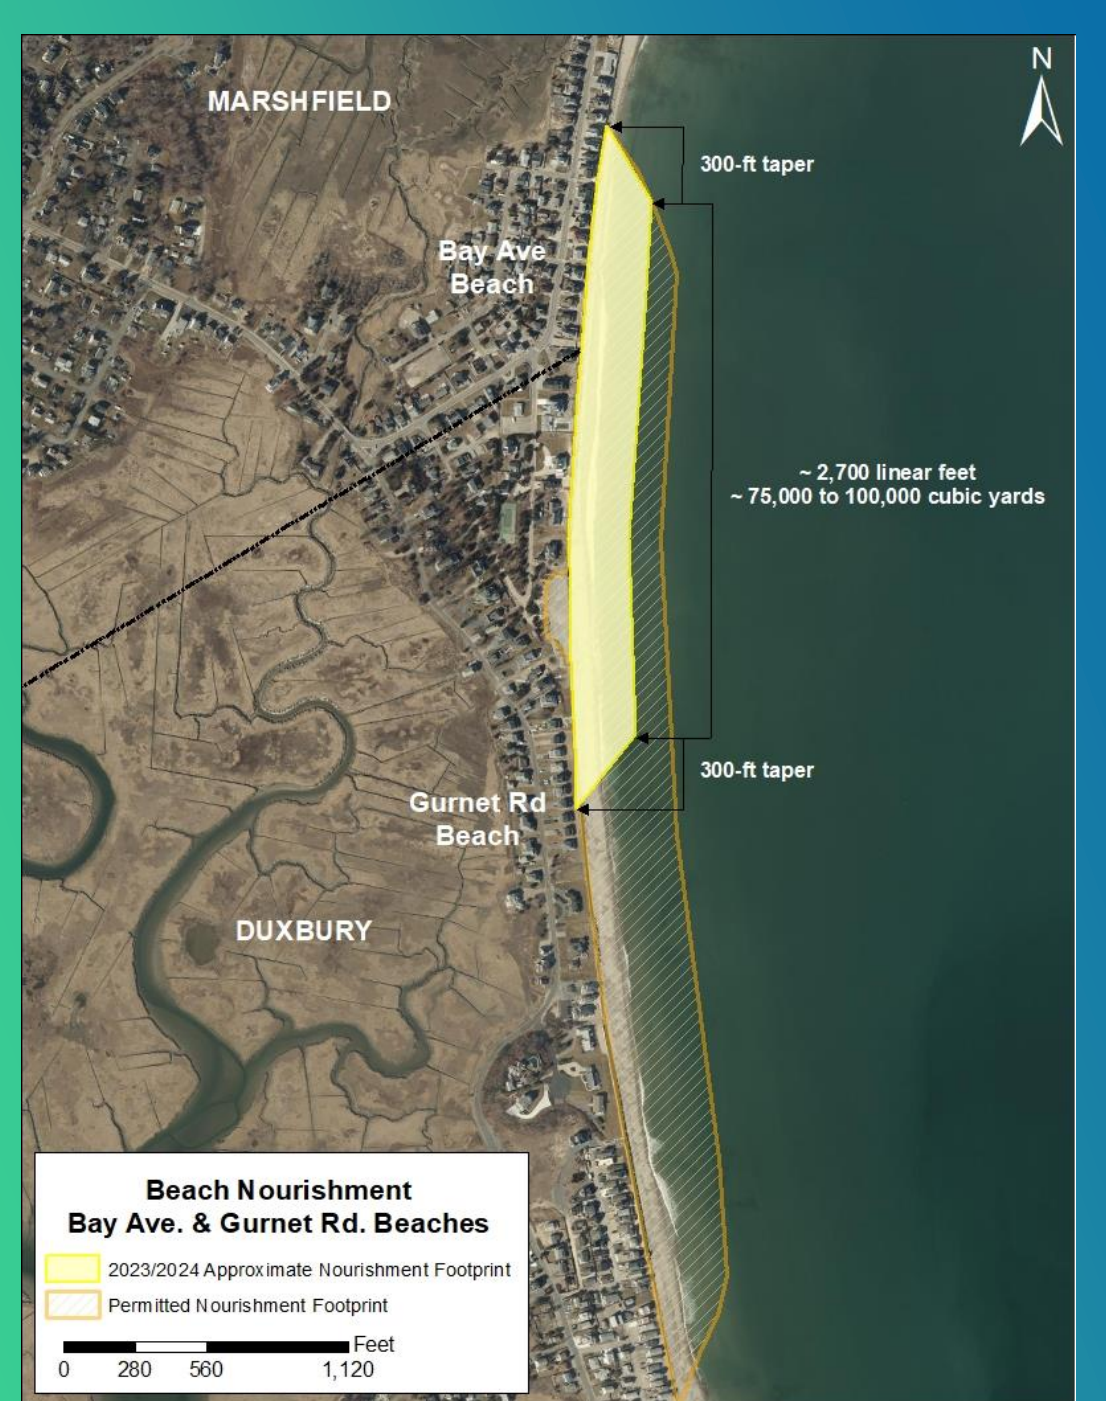 N
MARSHFIELD
300-ft taper
Bay Ave
Beach
~ 2,700 linear feet
~ 75,000 to 100,000 cubic yards
300-ft taper
Gurnet Rd
Beach
DUXBURY
Beach Nourishment
Bay Ave. & Gurnet Rd. Beaches
2023/2024 Approximate Nourishment Footprint
Permitted Nourishment Footprint
Feet
0 280 560 1,120